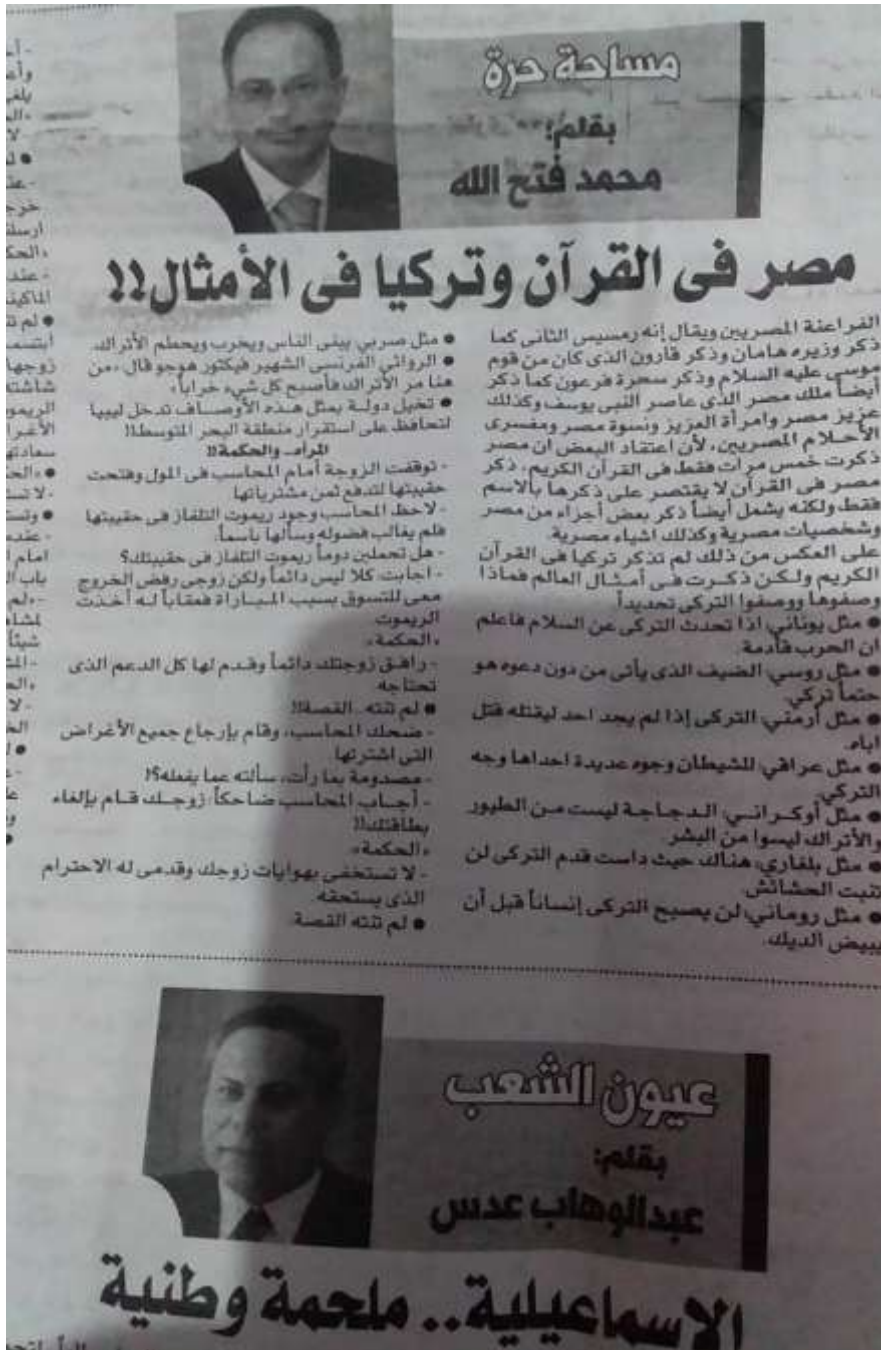 مساحة حرة
بقلم:
محمد فتح الله
مصر فى القرآن وتركيا فى الأمثال!!
الفراعنة المصريين ويقال إنه رمسيس الثانى كما
ذكر وزيره هامان وذكر قارون الذى كان من قوم
موسى عليه السلام وذكر سحرة فرعون كما ذكر
أيضاً ملك مصر الذى عاصر النبى يوسف وكذلك
عزيز مصر وامرأة العزيز ونسوة مصر ومفسرى
الأحلام المصريين، لأن اعتقاد البعض ان مصر
ذكرت خمس مرات فقط فى القرآن الكريم، ذكر
مصر فى القرآن لا يقتصر على ذكرها بالاسم
فقط ولكنه يشمل أيضاً ذكر بعض أجزاء من مصر
وشخصيات مصرية وكذلك اشياء مصرية.
على العكس من ذلك لم تذكر تركيا فى القرآن
الكريم ولكن ذكرت فى أمثال العالم فماذا
وصفوها ووصفوا التركى تحديداً
● مثل يونانى: اذا تحدث التركى عن السلام فاعلم
ان الحرب قادمة.
● مثل روسي: الضيف الذى يأتى من دون دعوه هو
حتماً تركي.
● مثل أرمني: التركى إذا لم يجد احد ليقتله قتل
اباه.
● مثل عراقي: للشيطان وجوه عديدة احداها وجه
التركي.
● مثل أوكرانى: الدجاجة ليست من الطيور
والأتراك ليسوا من البشر.
● مثل بلغاري: هناك حيث داست قدم التركى لن
تنبت الحشائش.
● مثل رومانى: لن يصبح التركى إنساناً قبل أن
يبيض الديك.
● مثل صربي يبنى الناس ويخرب ويحطم الأتراك.
● الروائى الفرنسى الشهير فيكتور هوجو قال «من
هنا مر الأتراك فأصبح كل شيء خراباً»
● تخيل دولة بمثل هذه الأوصاف تدخل ليبيا
لتحافظ على استقرار منطقة البحر المتوسط!!
المرأة.. والحكمة!!
- توقفت الزوجة أمام المحاسب فى المول وفتحت
حقيبتها لتدفع ثمن مشترياتها
- لاحظ المحاسب وجود ريموت التلفاز فى حقيبتها
فلم يغالب فضوله وسألها باسماً:
- هل تحملين دوماً ريموت التلفاز فى حقيبتك؟
- اجابت: كلا ليس دائماً ولكن زوجى رفض الخروج
معى للتسوق بسبب المباراة فعقاباً له أخذت
الريموت
«الحكمة»
- رافق زوجتك دائماً وقدم لها كل الدعم الذى
تحتاجه
● لم تنته .. القصة!!
- ضحك المحاسب، وقام بإرجاع جميع الأغراض
التى اشترتها
- مصدومة بما رأت، سألته عما يفعله؟!
- أجاب المحاسب ضاحكاً: زوجك قام بإلغاء
بطاقتك!!
«الحكمة»
- لا تستخفى بهوايات زوجك وقدمى له الاحترام
الذى يستحقه
● لم تنته القصة
عيون الشعب
بقلم:
عبدالوهاب عدس
الإسماعيلية.. ملحمة وطنية